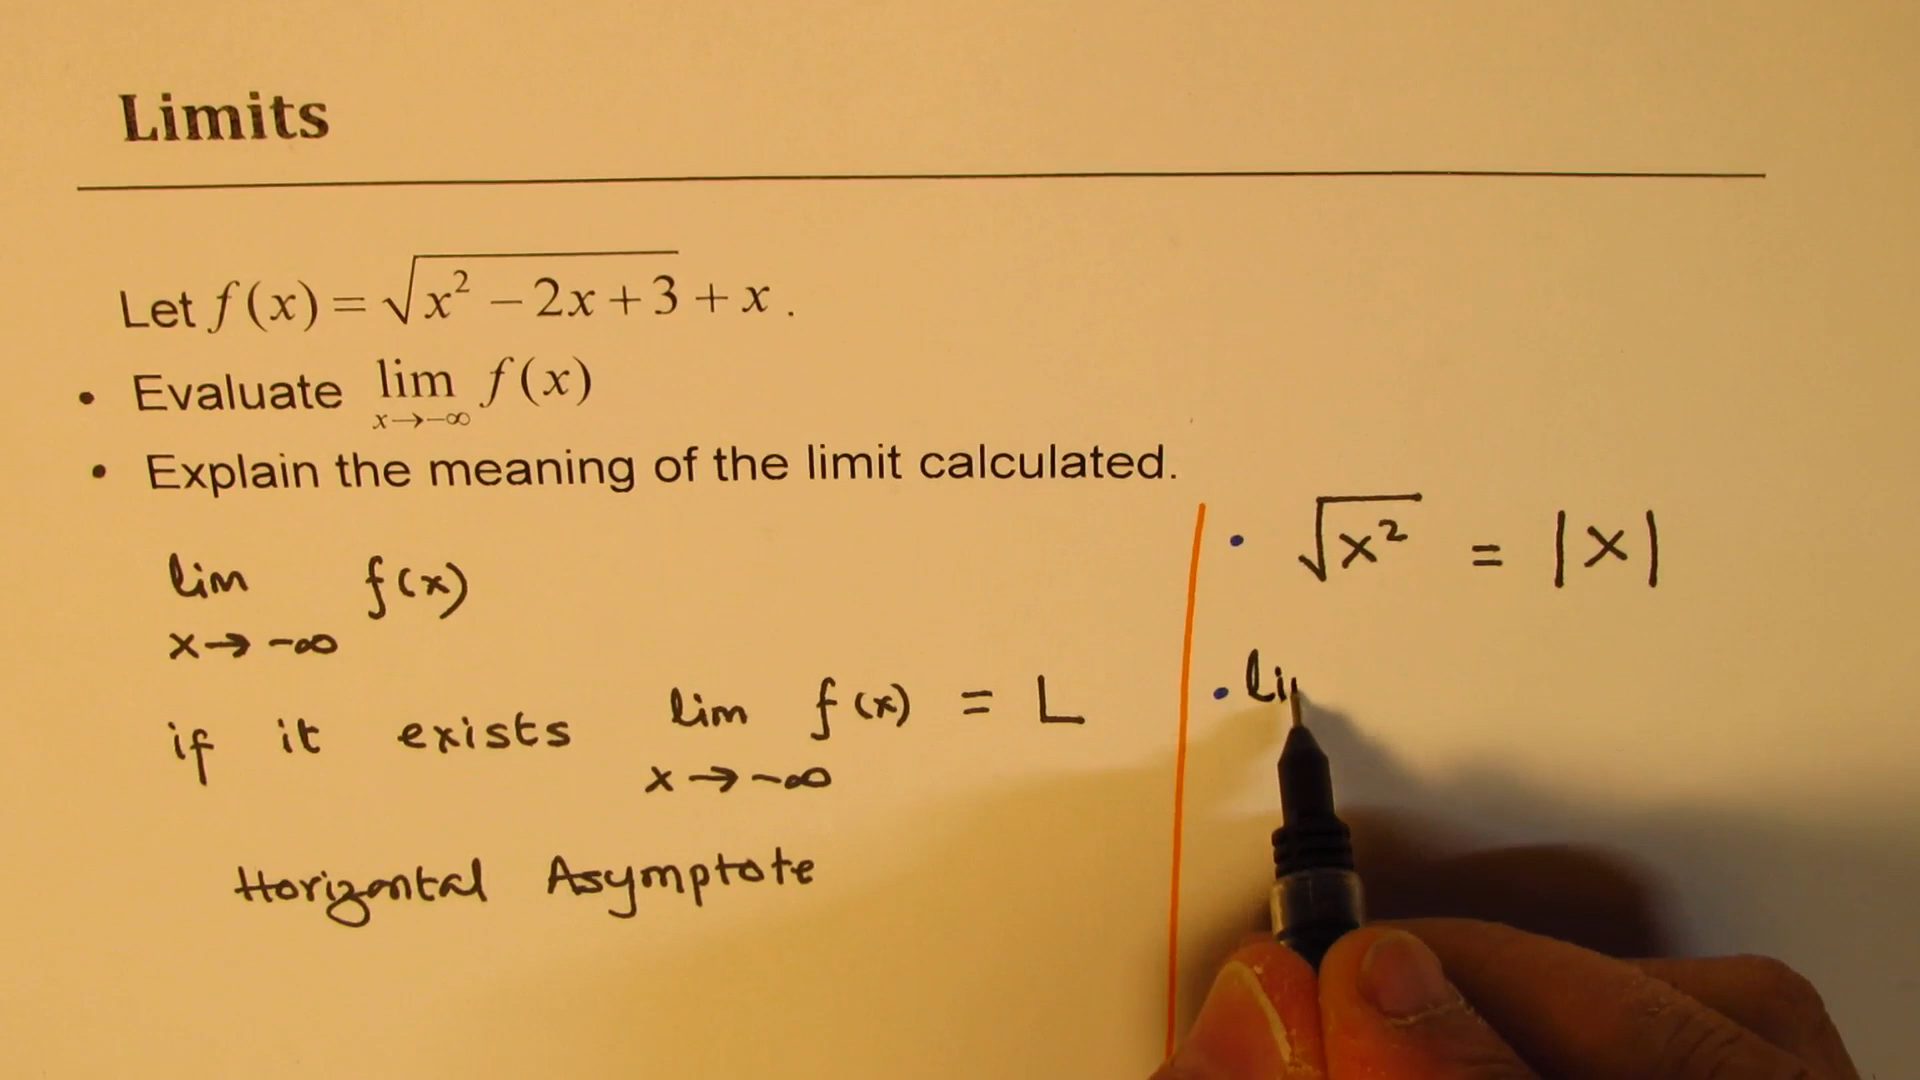 Limits
Let f(x) = √(x² − 2x + 3) + x .
• Evaluate lim x→−∞ f(x)
• Explain the meaning of the limit calculated.
lim f(x)
x→ −∞
if it exists lim f(x) = L
x → −∞
Horizontal Asymptote
• √x² = |x|
• li